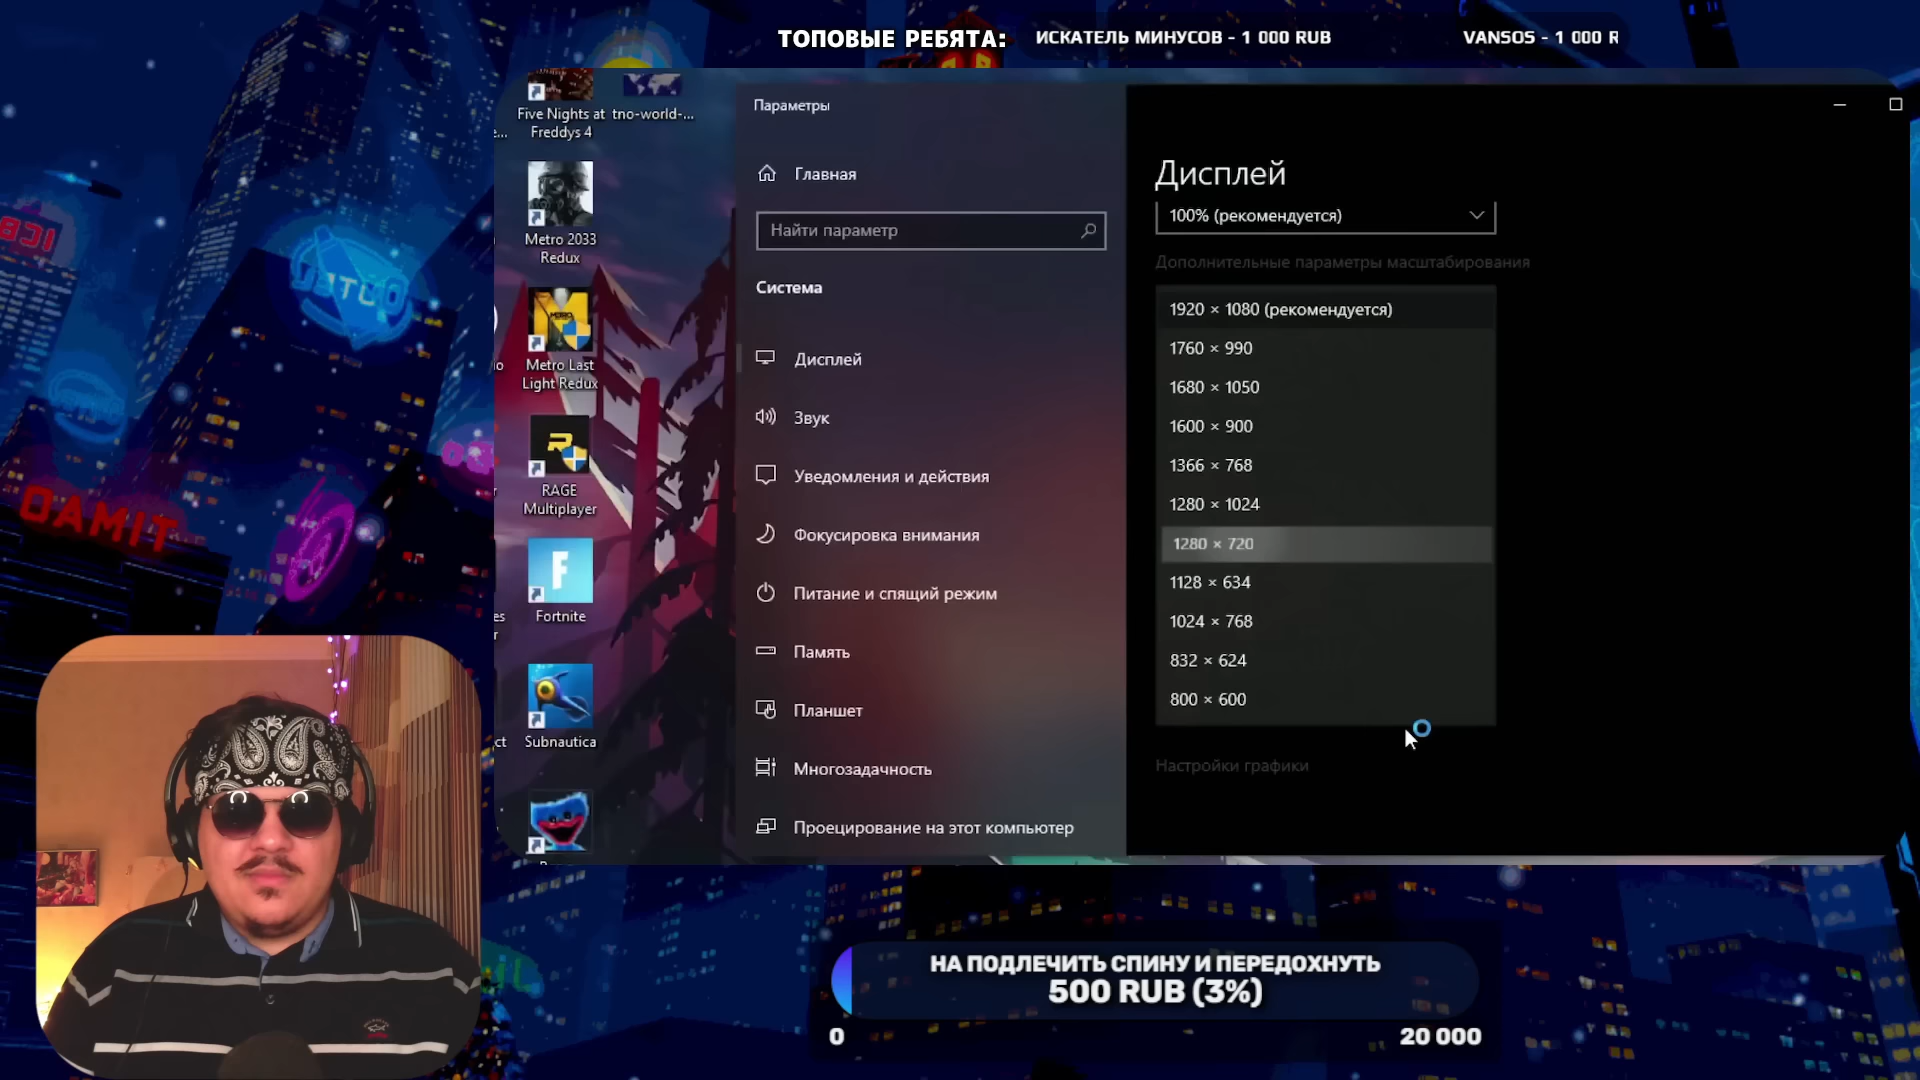 ТОПОВЫЕ РЕБЯТА:
ИСКАТЕЛЬ МИНУСОВ - 1 000 RUB
VANSOS - 1 000 R
Five Nights at
Freddys 4
tno-world-...
Metro 2033
Redux
Metro Last
Light Redux
RAGE
Multiplayer
Fortnite
Subnautica
Параметры
Главная
Найти параметр
Система
Дисплей
Звук
Уведомления и действия
Фокусировка внимания
Питание и спящий режим
Память
Планшет
Многозадачность
Проецирование на этот компьютер
Дисплей
100% (рекомендуется)
Дополнительные параметры масштабирования
1920 × 1080 (рекомендуется)
1760 × 990
1680 × 1050
1600 × 900
1366 × 768
1280 × 1024
1280 × 720
1128 × 634
1024 × 768
832 × 624
800 × 600
Настройки графики
НА ПОДЛЕЧИТЬ СПИНУ И ПЕРЕДОХНУТЬ
500 RUB (3%)
0
20 000